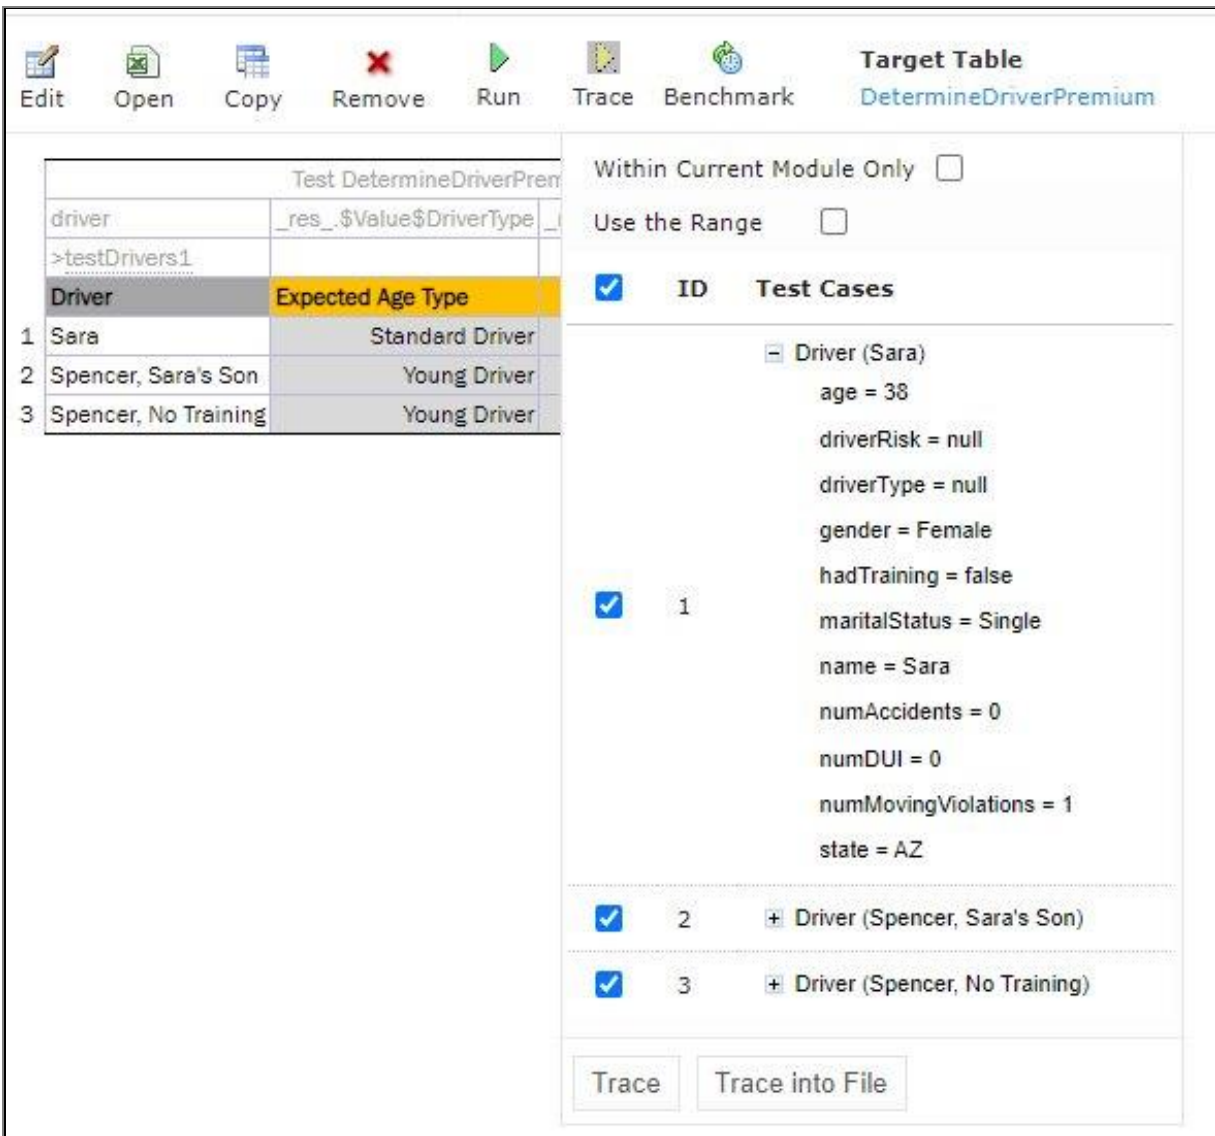 Edit Open Copy Remove Run Trace Benchmark
Target Table
DetermineDriverPremium
Test DetermineDriverPrem
driver _res_.$Value$DriverType
>testDrivers1
Driver Expected Age Type
1 Sara Standard Driver
2 Spencer, Sara's Son Young Driver
3 Spencer, No Training Young Driver
Within Current Module Only
Use the Range
ID Test Cases
Driver (Sara)
age = 38
driverRisk = null
driverType = null
gender = Female
hadTraining = false
1
maritalStatus = Single
name = Sara
numAccidents = 0
numDUI = 0
numMovingViolations = 1
state = AZ
2 Driver (Spencer, Sara's Son)
3 Driver (Spencer, No Training)
Trace Trace into File